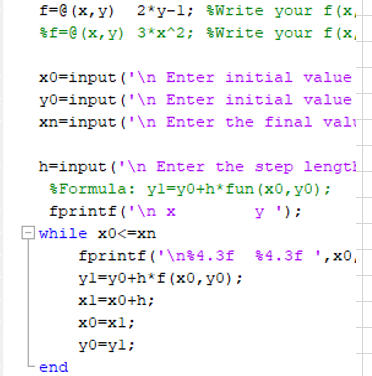 f=@(x,y)  2*y-1; %Write your f(x,
%f=@(x,y) 3*x^2; %Write your f(x,
x0=input('\n Enter initial value
y0=input('\n Enter initial value
xn=input('\n Enter the final valu
h=input('\n Enter the step length
%Formula: y1=y0+h*fun(x0,y0);
fprintf('\n x          y ');
while x0<=xn
fprintf('\n%4.3f  %4.3f ',x0,
y1=y0+h*f(x0,y0);
x1=x0+h;
x0=x1;
y0=y1;
end